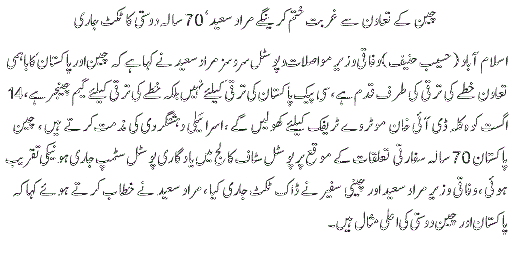 چین کے تعاون سے غربت ختم کرینگے مراد سعید‘ 70 سالہ دوستی کا ٹکٹ جاری
اسلام آباد (حسیب حنیف) وفاقی وزیر مواصلات و پوسٹل سروسز مراد سعید نے کہا ہے کہ چین اور پاکستان کا باہمی
تعاون خطے کی ترقی کی طرف قدم ہے، سی پیک پاکستان کی ترقی کیلئے نہیں بلکہ خطے کی ترقی کیلئے گیم چینجر ہے، 14
اگست کو ہکلہ ڈی آئی خان موٹروے ٹریفک کیلئے کھولیں گے، اسرائیلی دہشتگردی کی مذمت کرتے ہیں، چین
پاکستان 70 سالہ سفارتی تعلقات کے موقع پر پوسٹل سٹاف کالج میں یادگاری پوسٹل سٹیمپ جاری ہونیکی تقریب
ہوئی، وفاقی وزیر مراد سعید اور چینی سفیر نے ڈاک ٹکٹ جاری کیا، مراد سعید نے خطاب کرتے ہوئے کہا کہ
پاکستان اور چین دوستی کی اعلیٰ مثال ہیں۔